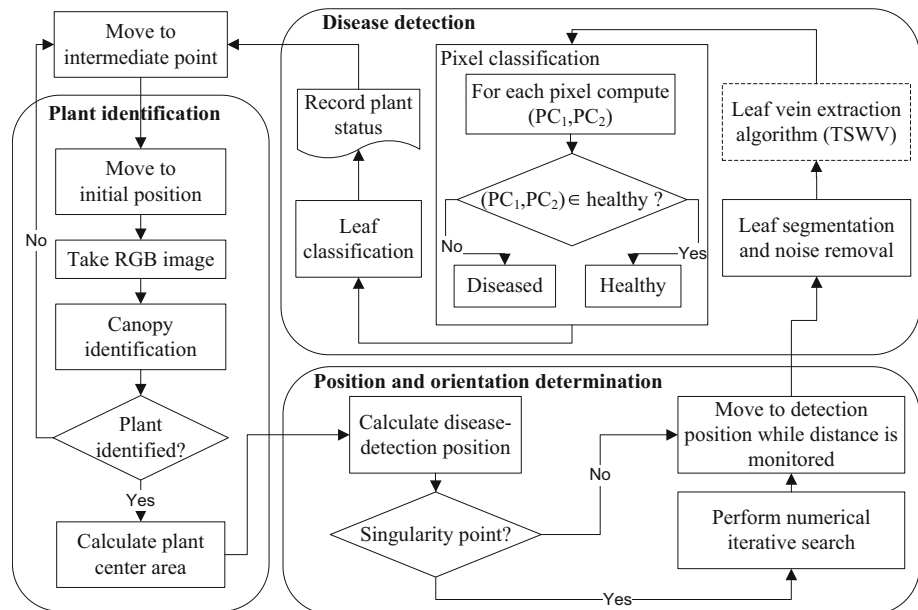 Move to
intermediate point
Plant identification
Move to
initial position
No
Take RGB image
Canopy
identification
Plant
identified?
Yes
Calculate plant
center area
Disease detection
Record plant
status
Leaf
classification
Pixel classification
For each pixel compute
(PC₁,PC₂)
(PC₁,PC₂)∈ healthy ?
No
Yes
Diseased
Healthy
Leaf vein extraction
algorithm (TSWV)
Leaf segmentation
and noise removal
Position and orientation determination
Calculate disease-
detection position
Singularity point?
No
Yes
Move to detection
position while distance is
monitored
Perform numerical
iterative search